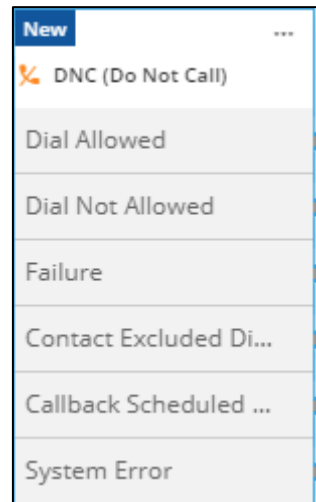 New
...
DNC (Do Not Call)
Dial Allowed
Dial Not Allowed
Failure
Contact Excluded Di...
Callback Scheduled ...
System Error